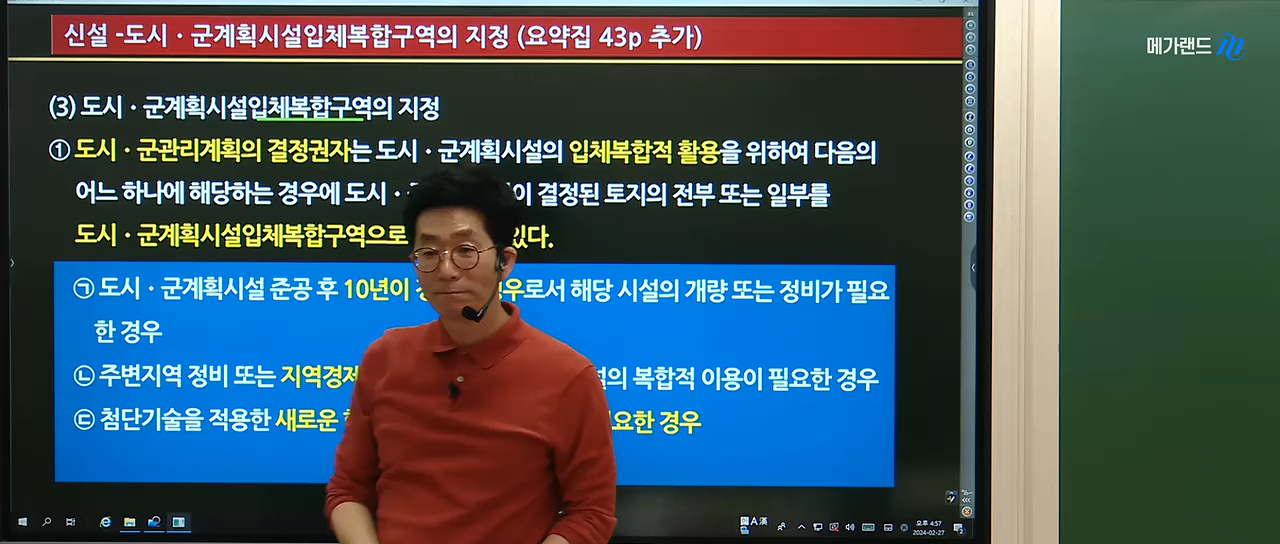 신설 -도시 · 군계획시설입체복합구역의 지정 (요약집 43p 추가)
메가랜드
(3) 도시 · 군계획시설입체복합구역의 지정
① 도시 · 군관리계획의 결정권자는 도시 · 군계획시설의 입체복합적 활용을 위하여 다음의
어느 하나에 해당하는 경우에 도시 · 결정된 토지의 전부 또는 일부를
도시 · 군계획시설입체복합구역으로 있다.
㉠ 도시 · 군계획시설 준공 후 10년이 경우로서 해당 시설의 개량 또는 정비가 필요
한 경우
㉡ 주변지역 정비 또는 지역경제 복합적 이용이 필요한 경우
㉢ 첨단기술을 적용한 새로운 경우
A 漢
오후 4:57
2024-02-27